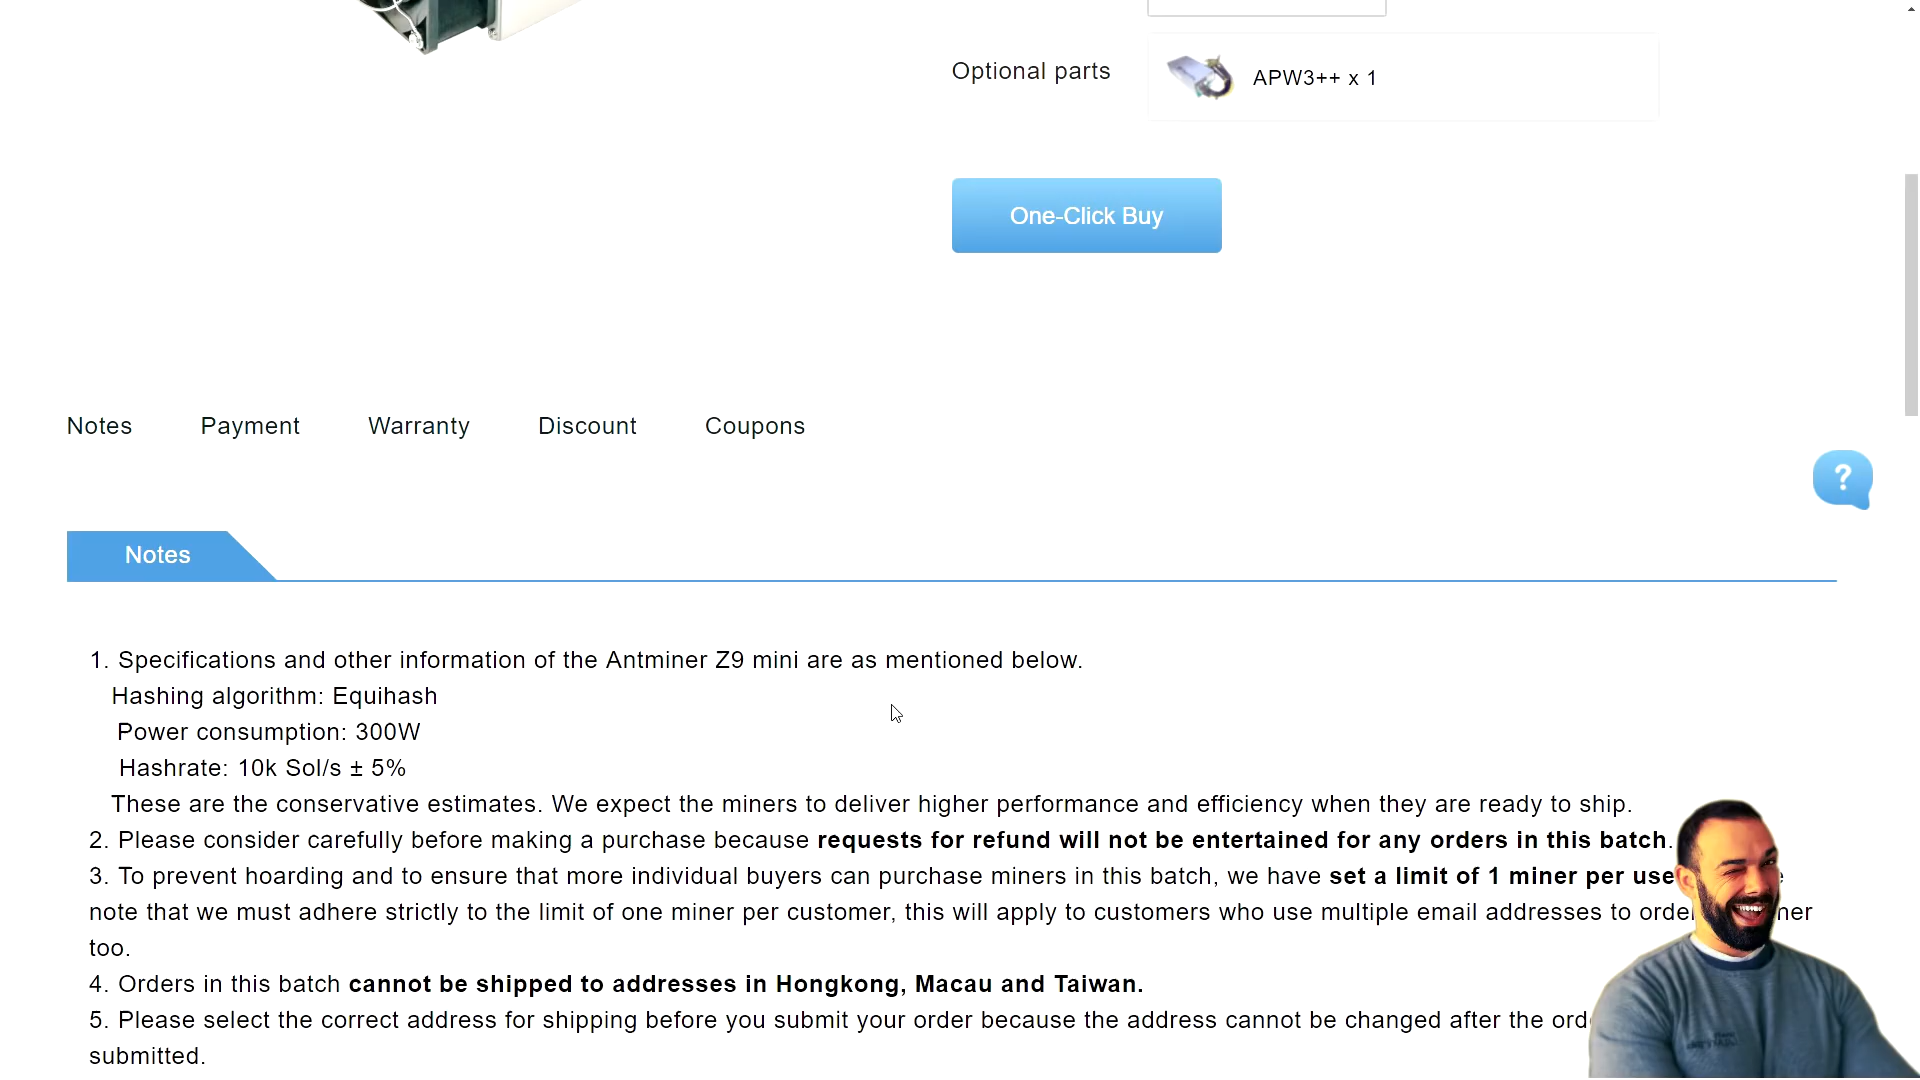 Optional parts
APW3++ x 1
One-Click Buy
Notes Payment Warranty Discount Coupons
?
Notes
1. Specifications and other information of the Antminer Z9 mini are as mentioned below.
Hashing algorithm: Equihash
Power consumption: 300W
Hashrate: 10k Sol/s ± 5%
These are the conservative estimates. We expect the miners to deliver higher performance and efficiency when they are ready to ship.
2. Please consider carefully before making a purchase because requests for refund will not be entertained for any orders in this batch.
3. To prevent hoarding and to ensure that more individual buyers can purchase miners in this batch, we have set a limit of 1 miner per
note that we must adhere strictly to the limit of one miner per customer, this will apply to customers who use multiple email addresses to
too.
4. Orders in this batch cannot be shipped to addresses in Hongkong, Macau and Taiwan.
5. Please select the correct address for shipping before you submit your order because the address cannot be changed after the
submitted.